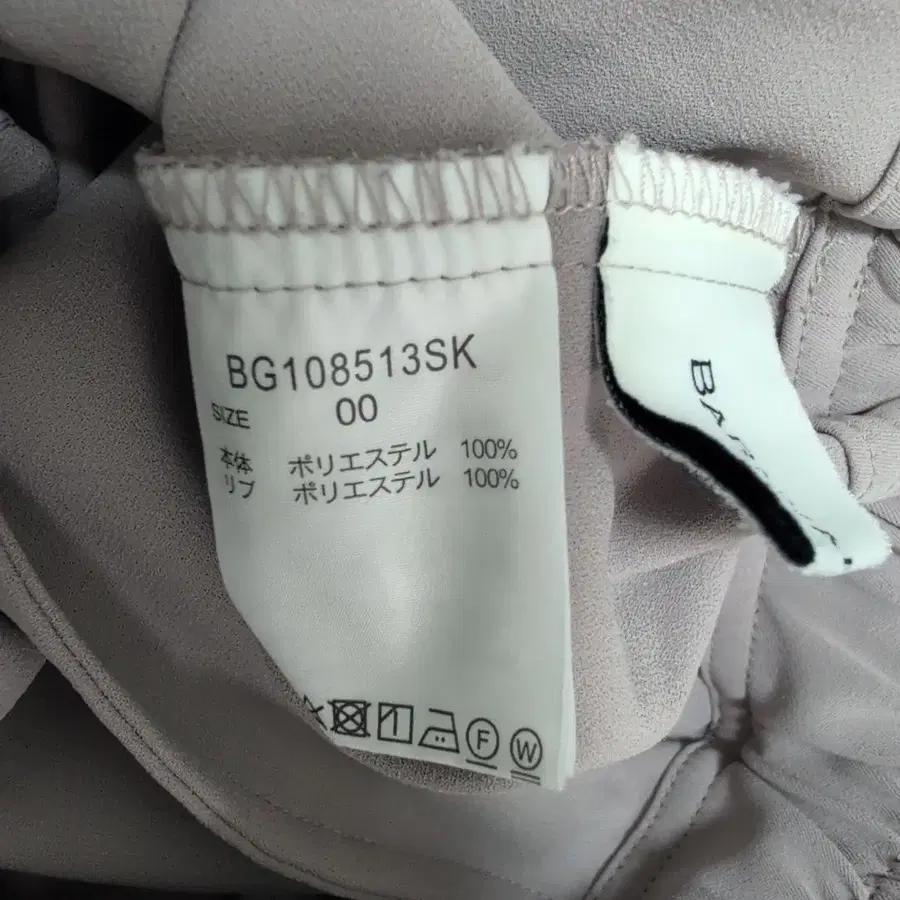 BG108513SK
SIZE 00
本体 ポリエステル 100%
リブ ポリエステル 100%
F W